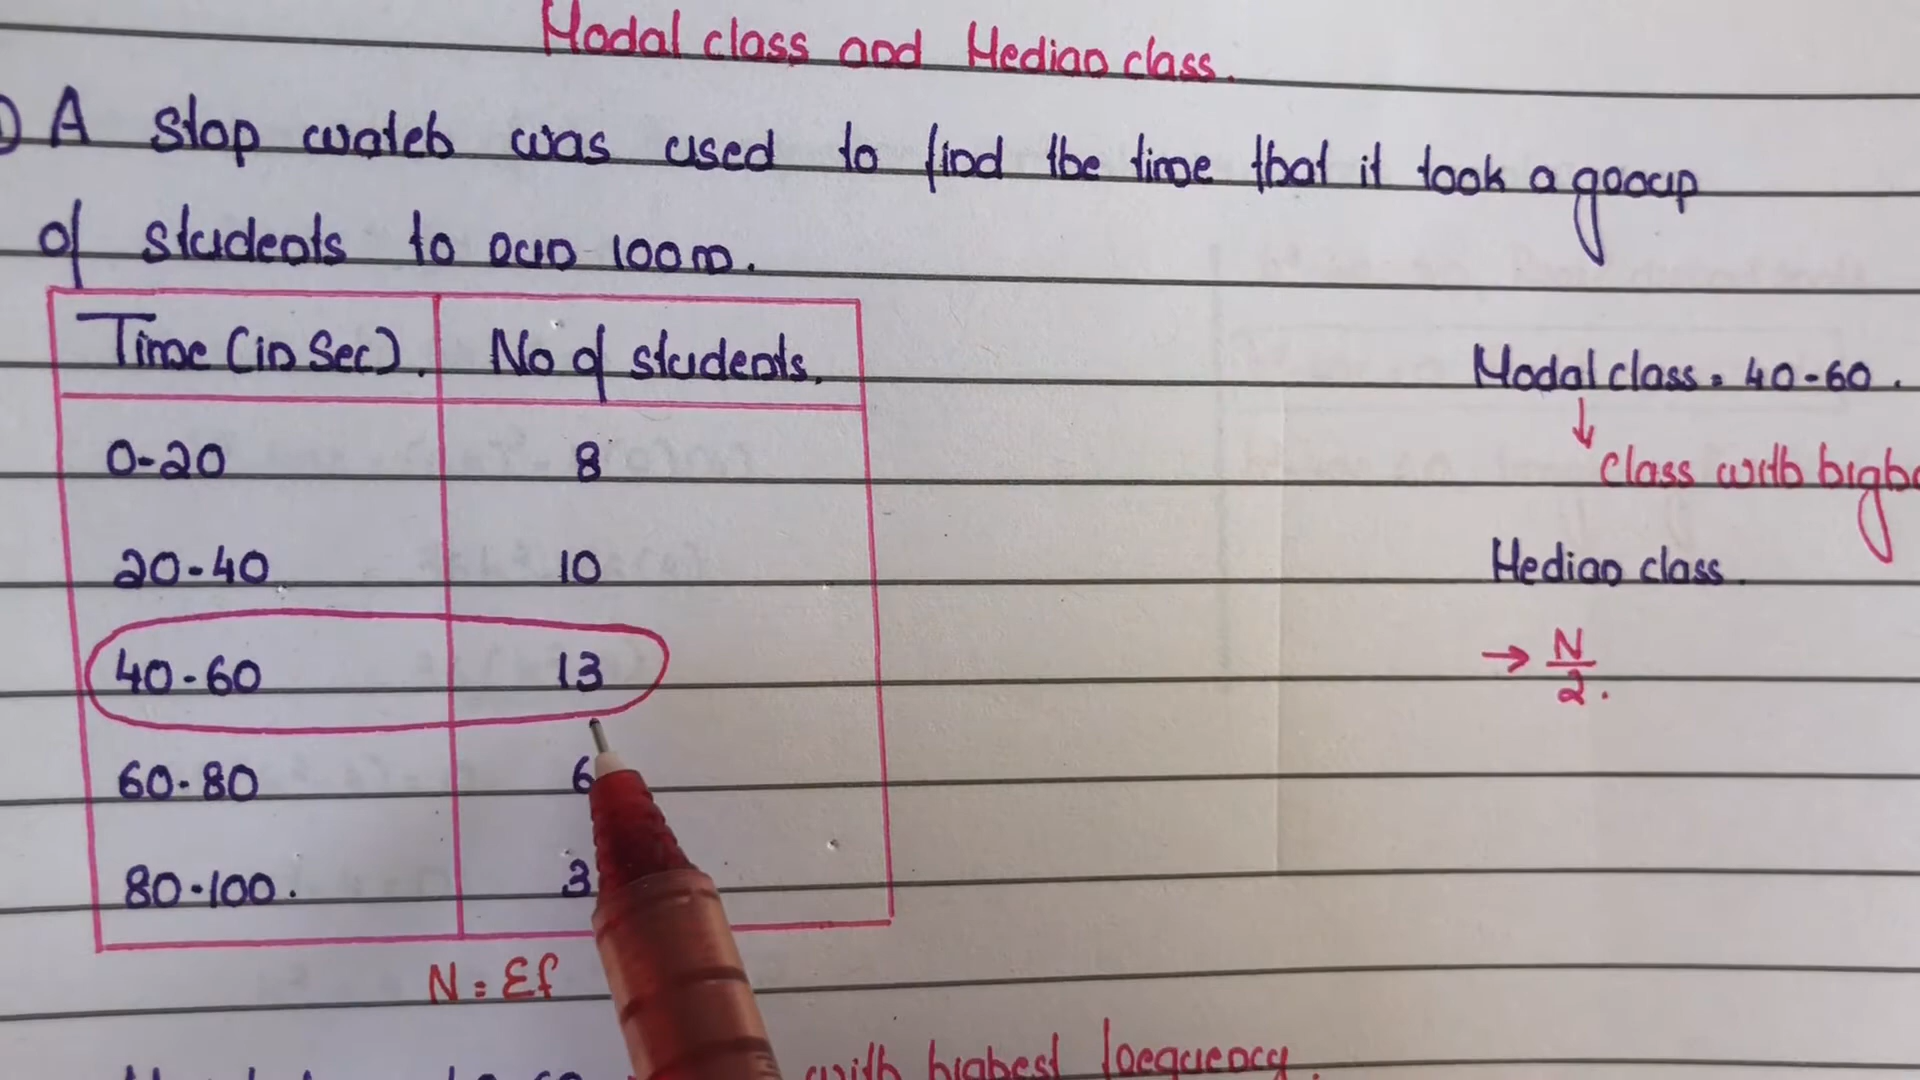 Modal class and Median class.
) A stop watch was used to find the time that it took a group
of students to run 100m.
Time (in Sec). No of students.
0-20 8
20-40 10
40-60 13
60-80 6
80-100. 3
N = Σf
with highest frequency.
Modal class = 40-60.
↓
class with
Median class.
→ N
2.